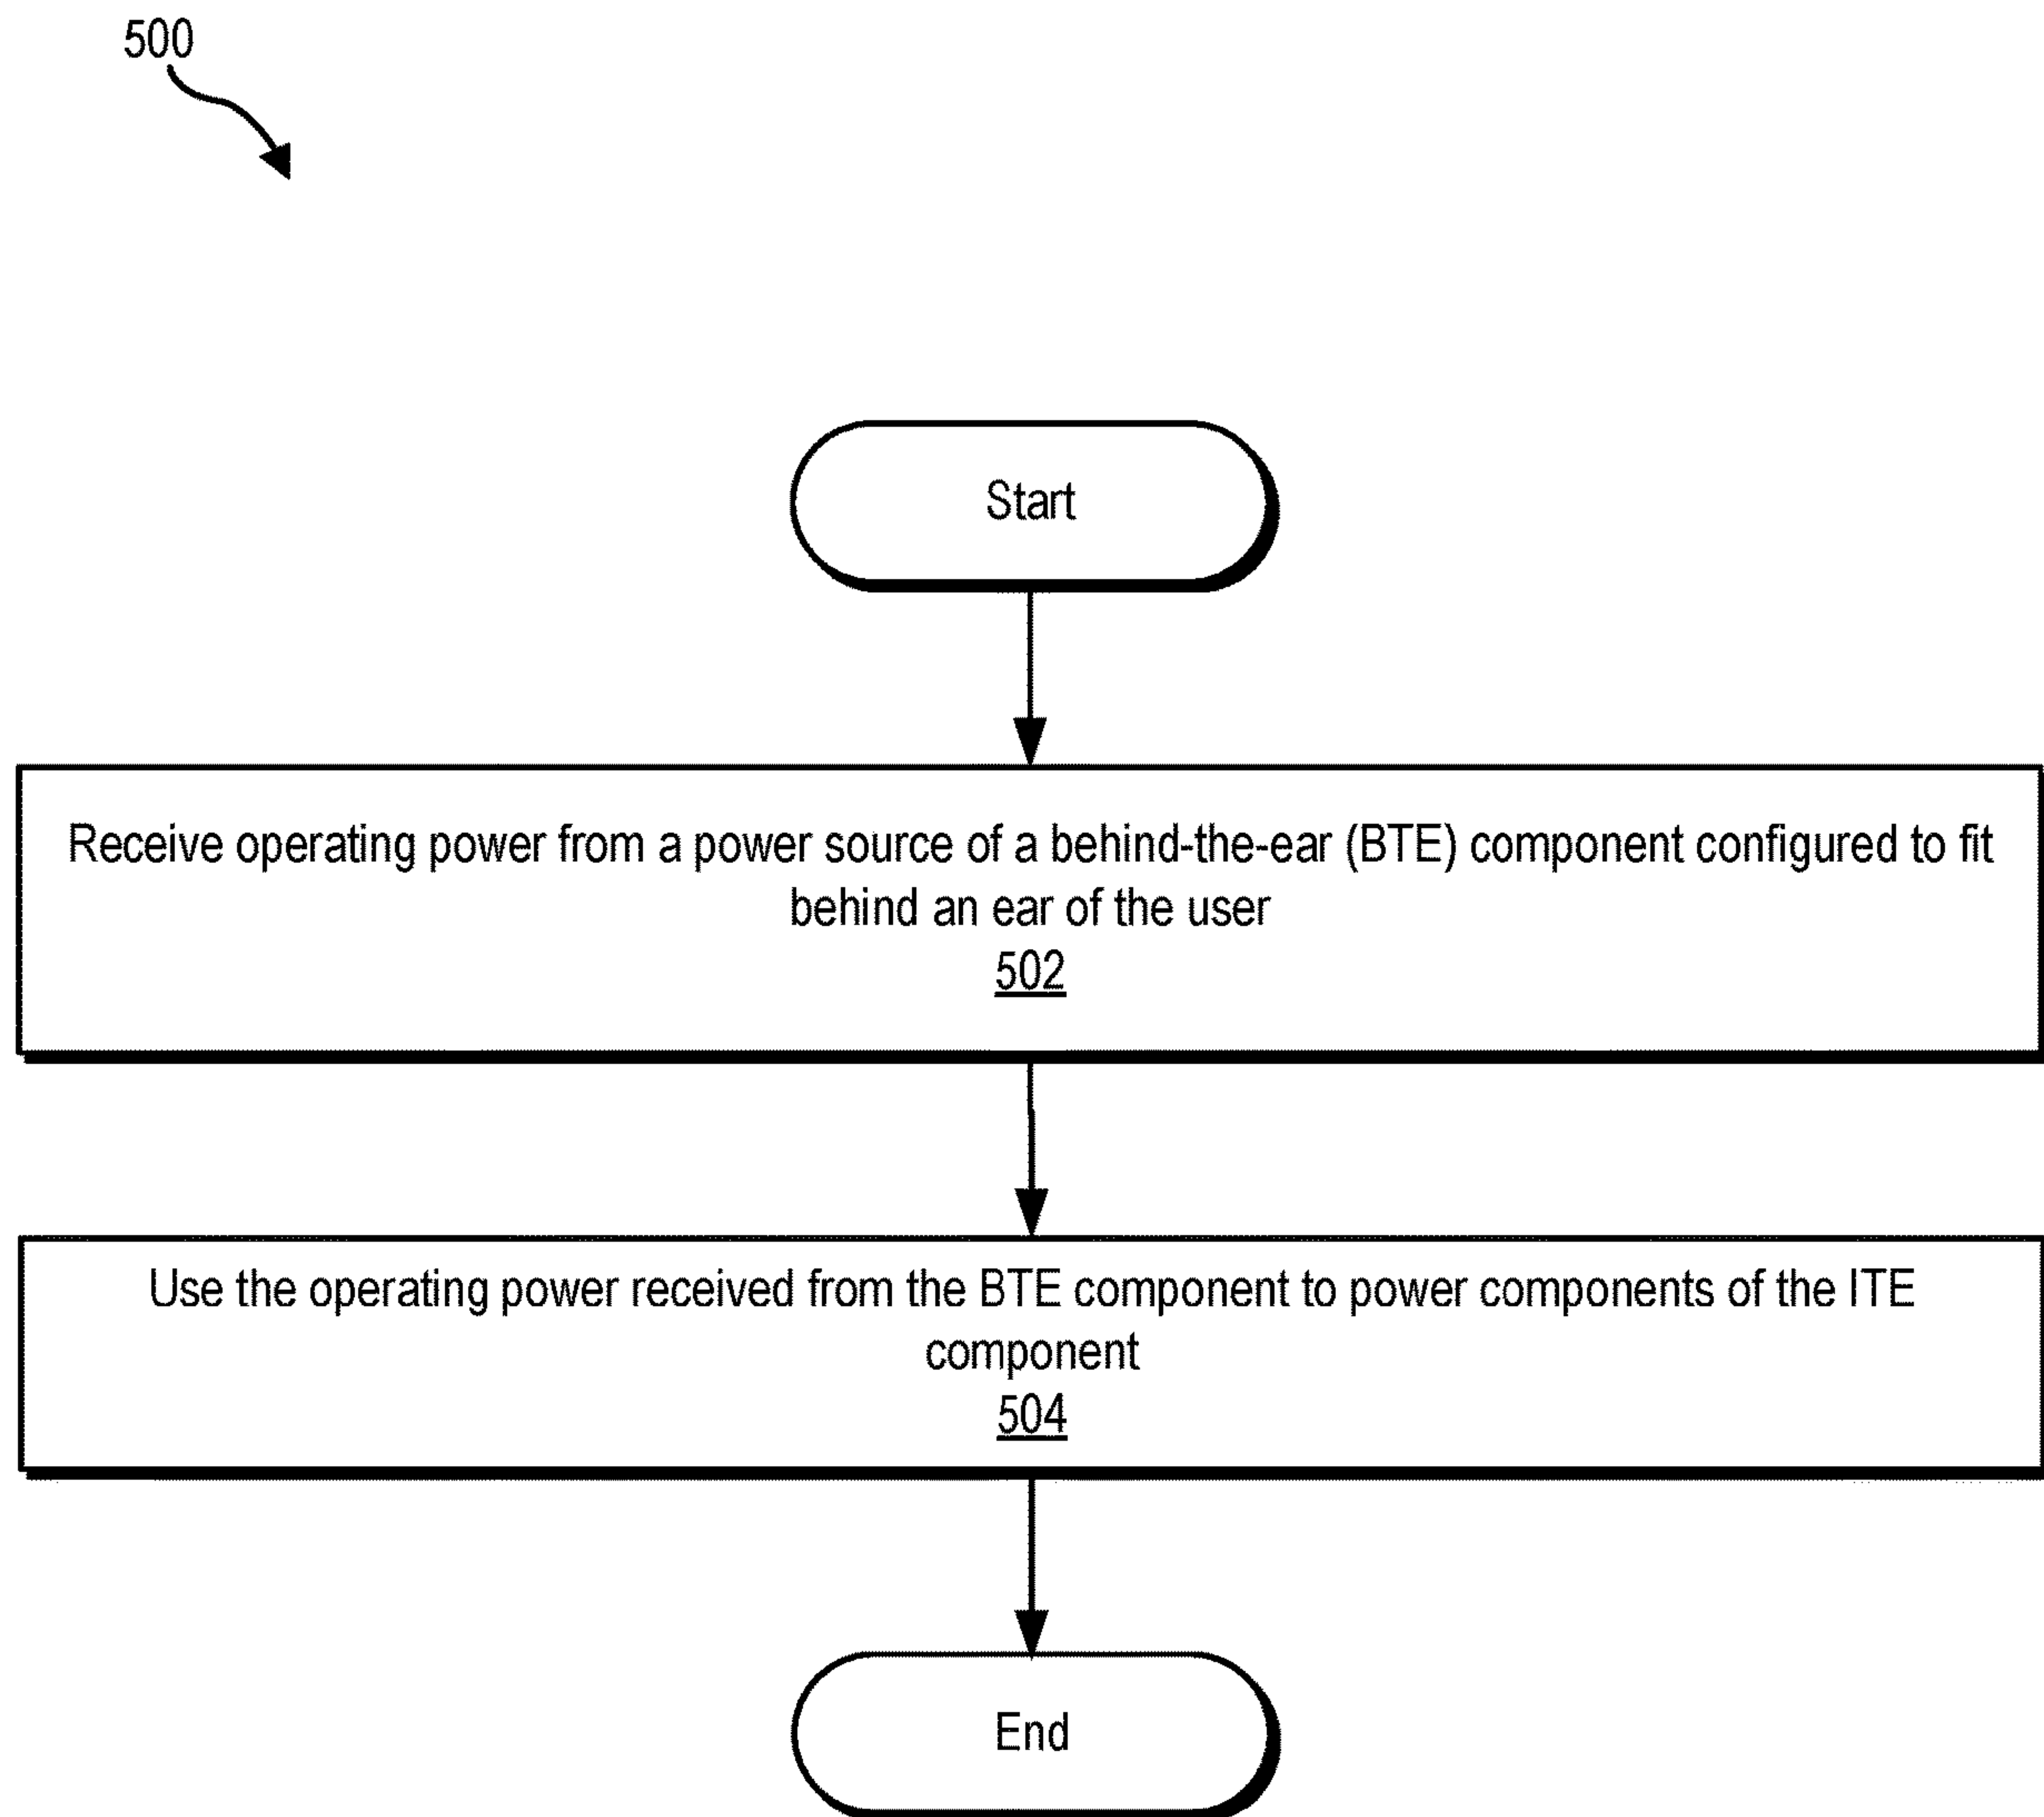 500
Start
Receive operating power from a power source of a behind-the-ear (BTE) component configured to fit
behind an ear of the user
502
Use the operating power received from the BTE component to power components of the ITE
component
504
End